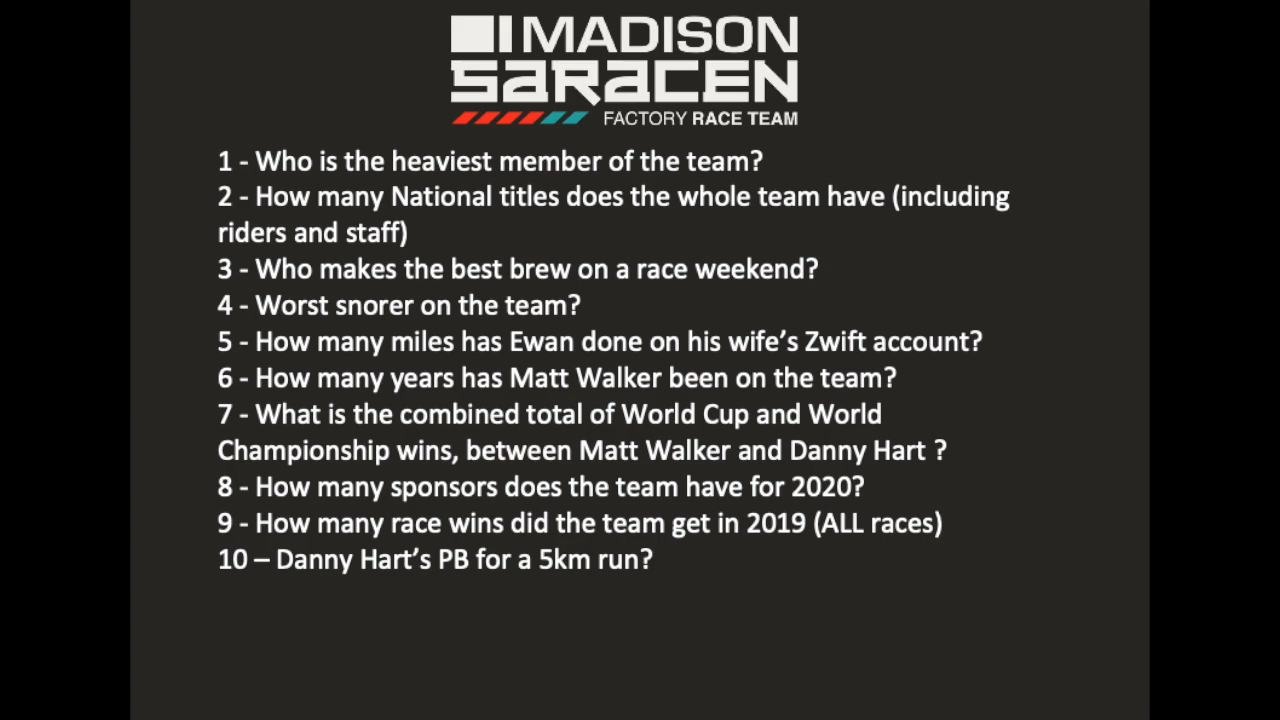 MADISON
SARACEN
FACTORY RACE TEAM
1 - Who is the heaviest member of the team?
2 - How many National titles does the whole team have (including
riders and staff)
3 - Who makes the best brew on a race weekend?
4 - Worst snorer on the team?
5 - How many miles has Ewan done on his wife’s Zwift account?
6 - How many years has Matt Walker been on the team?
7 - What is the combined total of World Cup and World
Championship wins, between Matt Walker and Danny Hart ?
8 - How many sponsors does the team have for 2020?
9 - How many race wins did the team get in 2019 (ALL races)
10 – Danny Hart’s PB for a 5km run?